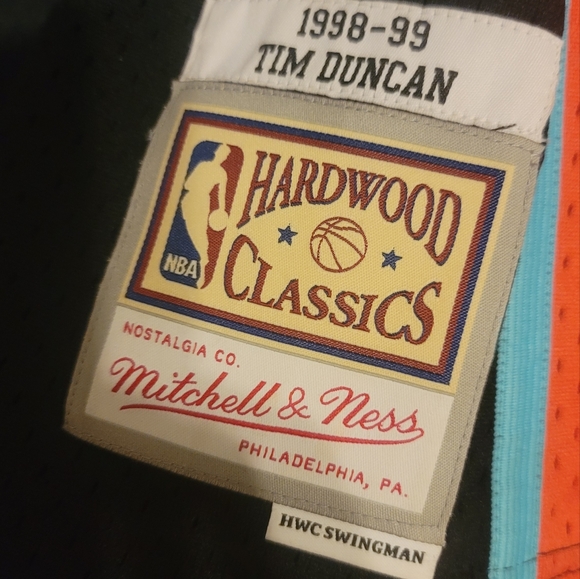 1998-99
TIM DUNCAN
HARDWOOD
NBA
CLASSICS
NOSTALGIA CO.
Mitchell & Ness
PHILADELPHIA, PA.
HWC SWINGMAN